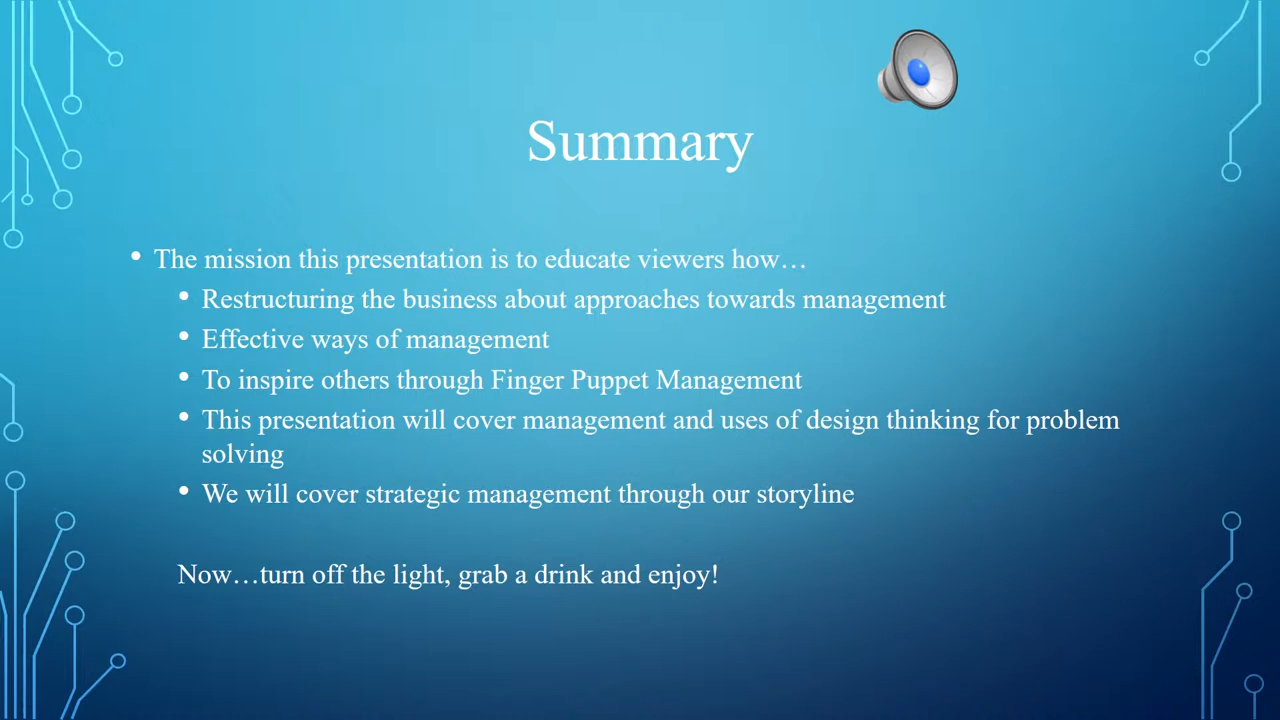 Summary
• The mission this presentation is to educate viewers how…
• Restructuring the business about approaches towards management
• Effective ways of management
• To inspire others through Finger Puppet Management
• This presentation will cover management and uses of design thinking for problem
solving
• We will cover strategic management through our storyline
Now…turn off the light, grab a drink and enjoy!